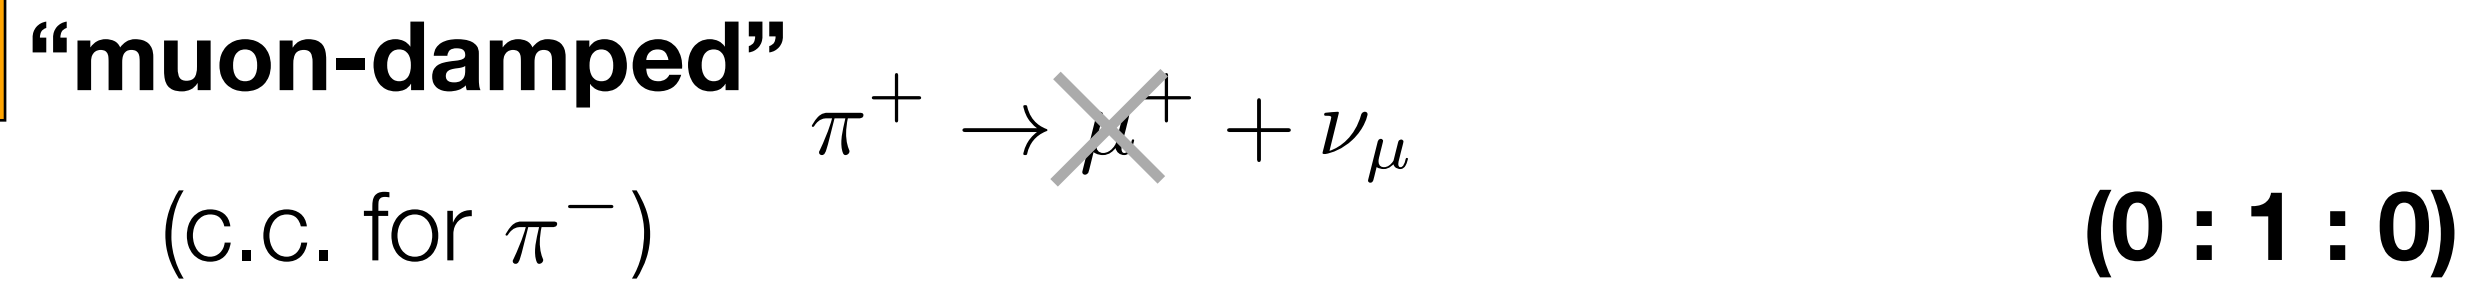 “muon-damped”
π⁺ → μ⁺ + ν_μ
(c.c. for π⁻)
(0 : 1 : 0)